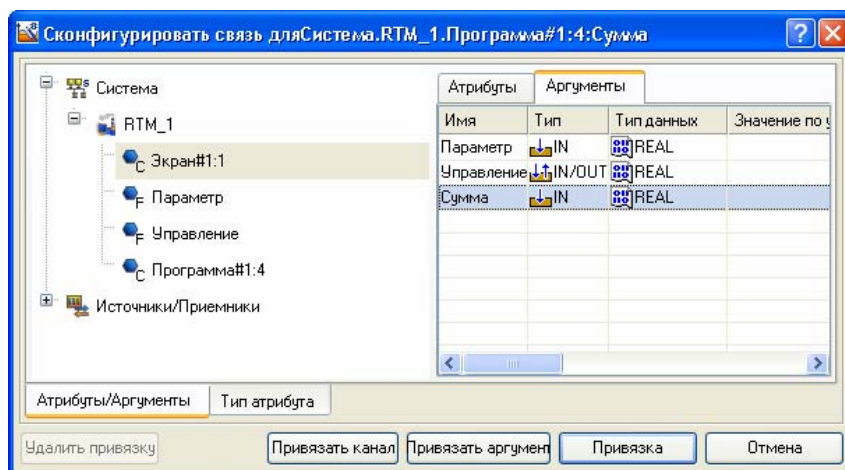 Сконфигурировать связь дляСистема.RTM_1.Программа#1:4:Сумма
Система
RTM_1
Экран#1:1
Параметр
Управление
Программа#1:4
Источники/Приемники
Атрибуты Аргументы
Имя Тип Тип данных Значение по у
Параметр IN REAL
Управление IN/OUT REAL
Сумма IN REAL
Атрибуты/Аргументы Тип атрибута
Удалить привязку Привязать канал Привязать аргумент Привязка Отмена